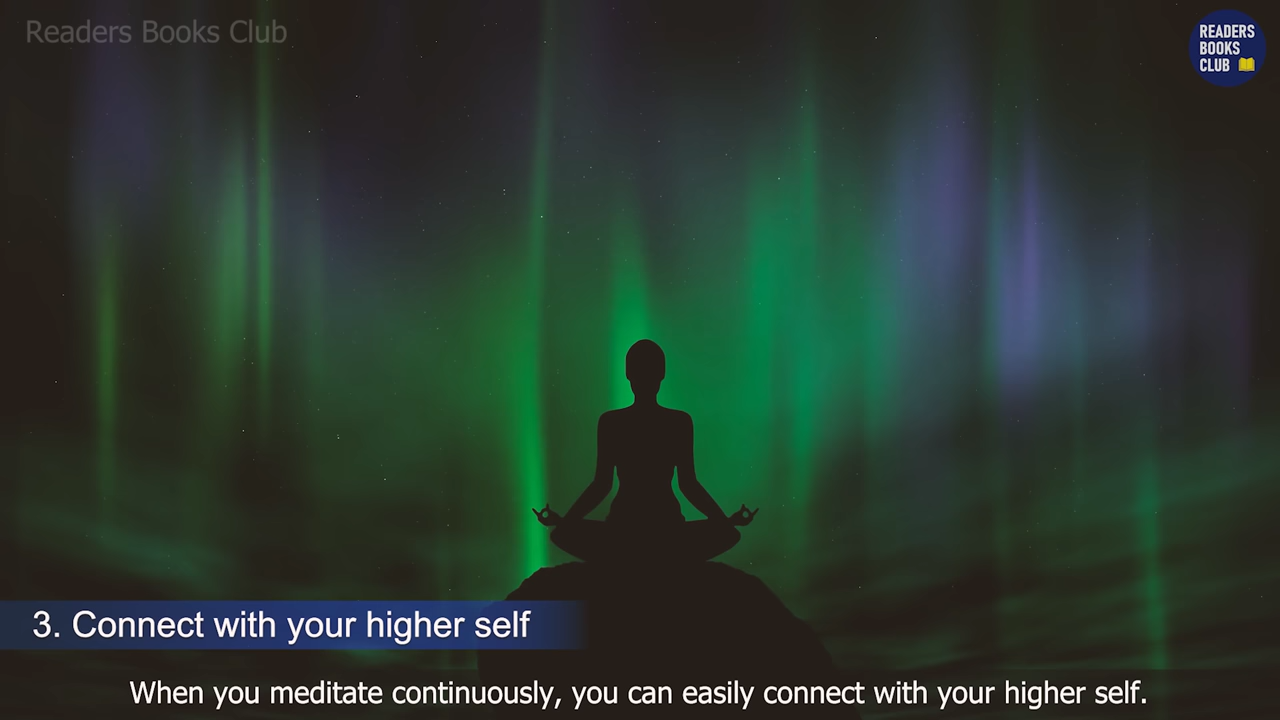 Readers Books Club
READERS
BOOKS
CLUB
3. Connect with your higher self
When you meditate continuously, you can easily connect with your higher self.